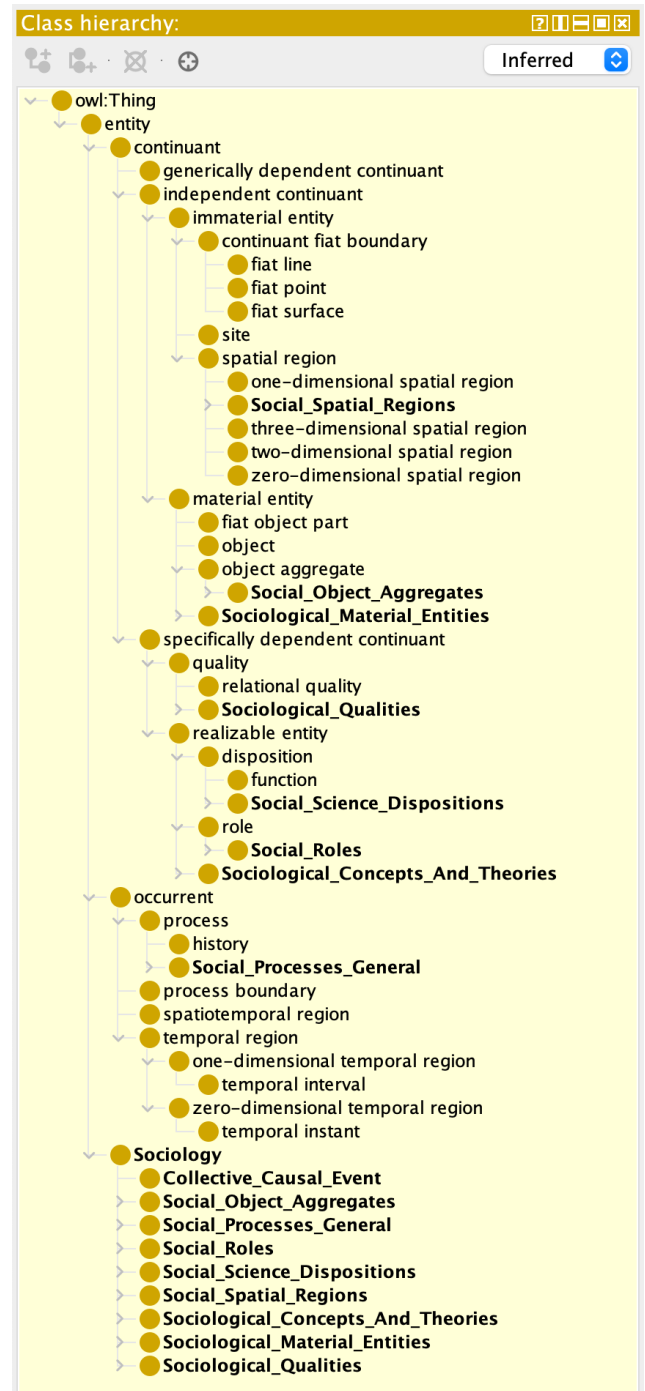 Class hierarchy:
Inferred
owl:Thing
entity
continuant
generically dependent continuant
independent continuant
immaterial entity
continuant fiat boundary
fiat line
fiat point
fiat surface
site
spatial region
one-dimensional spatial region
Social_Spatial_Regions
three-dimensional spatial region
two-dimensional spatial region
zero-dimensional spatial region
material entity
fiat object part
object
object aggregate
Social_Object_Aggregates
Sociological_Material_Entities
specifically dependent continuant
quality
relational quality
Sociological_Qualities
realizable entity
disposition
function
Social_Science_Dispositions
role
Social_Roles
Sociological_Concepts_And_Theories
occurrent
process
history
Social_Processes_General
process boundary
spatiotemporal region
temporal region
one-dimensional temporal region
temporal interval
zero-dimensional temporal region
temporal instant
Sociology
Collective_Causal_Event
Social_Object_Aggregates
Social_Processes_General
Social_Roles
Social_Science_Dispositions
Social_Spatial_Regions
Sociological_Concepts_And_Theories
Sociological_Material_Entities
Sociological_Qualities